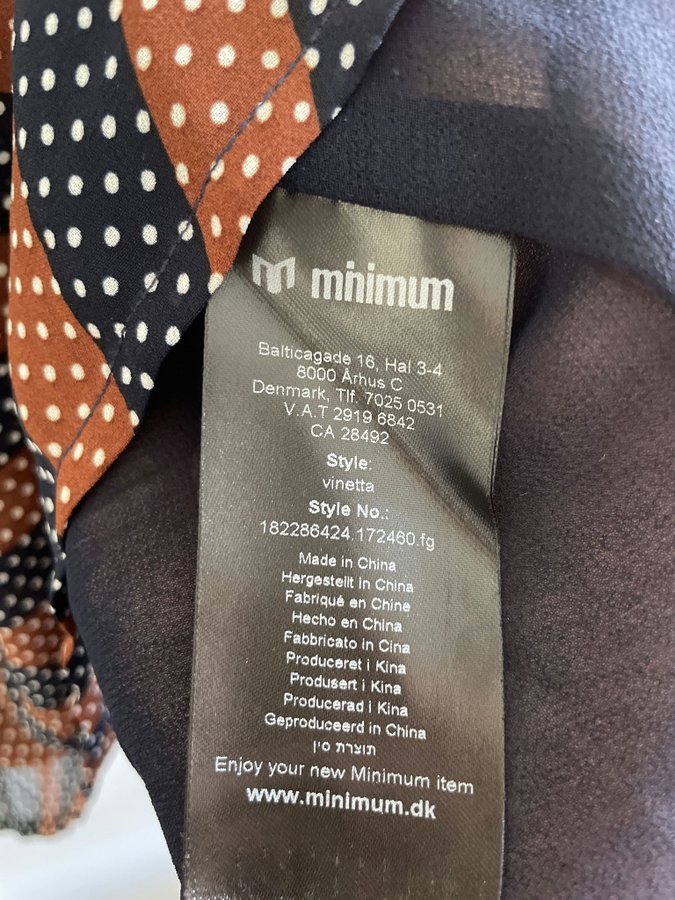 minimum
Balticagade 16, Hal 3-4
8000 Århus C
Denmark, Tlf. 7025 0531
V.A.T 2919 6842
CA 28492
Style:
vinetta
Style No.:
182286424.172460.fg
Made in China
Hergestellt in China
Fabriqué en Chine
Hecho en China
Fabbricato in Cina
Produceret i Kina
Produsert i Kina
Producerad i Kina
Geproduceerd in China
תוצרת סין
Enjoy your new Minimum item
www.minimum.dk